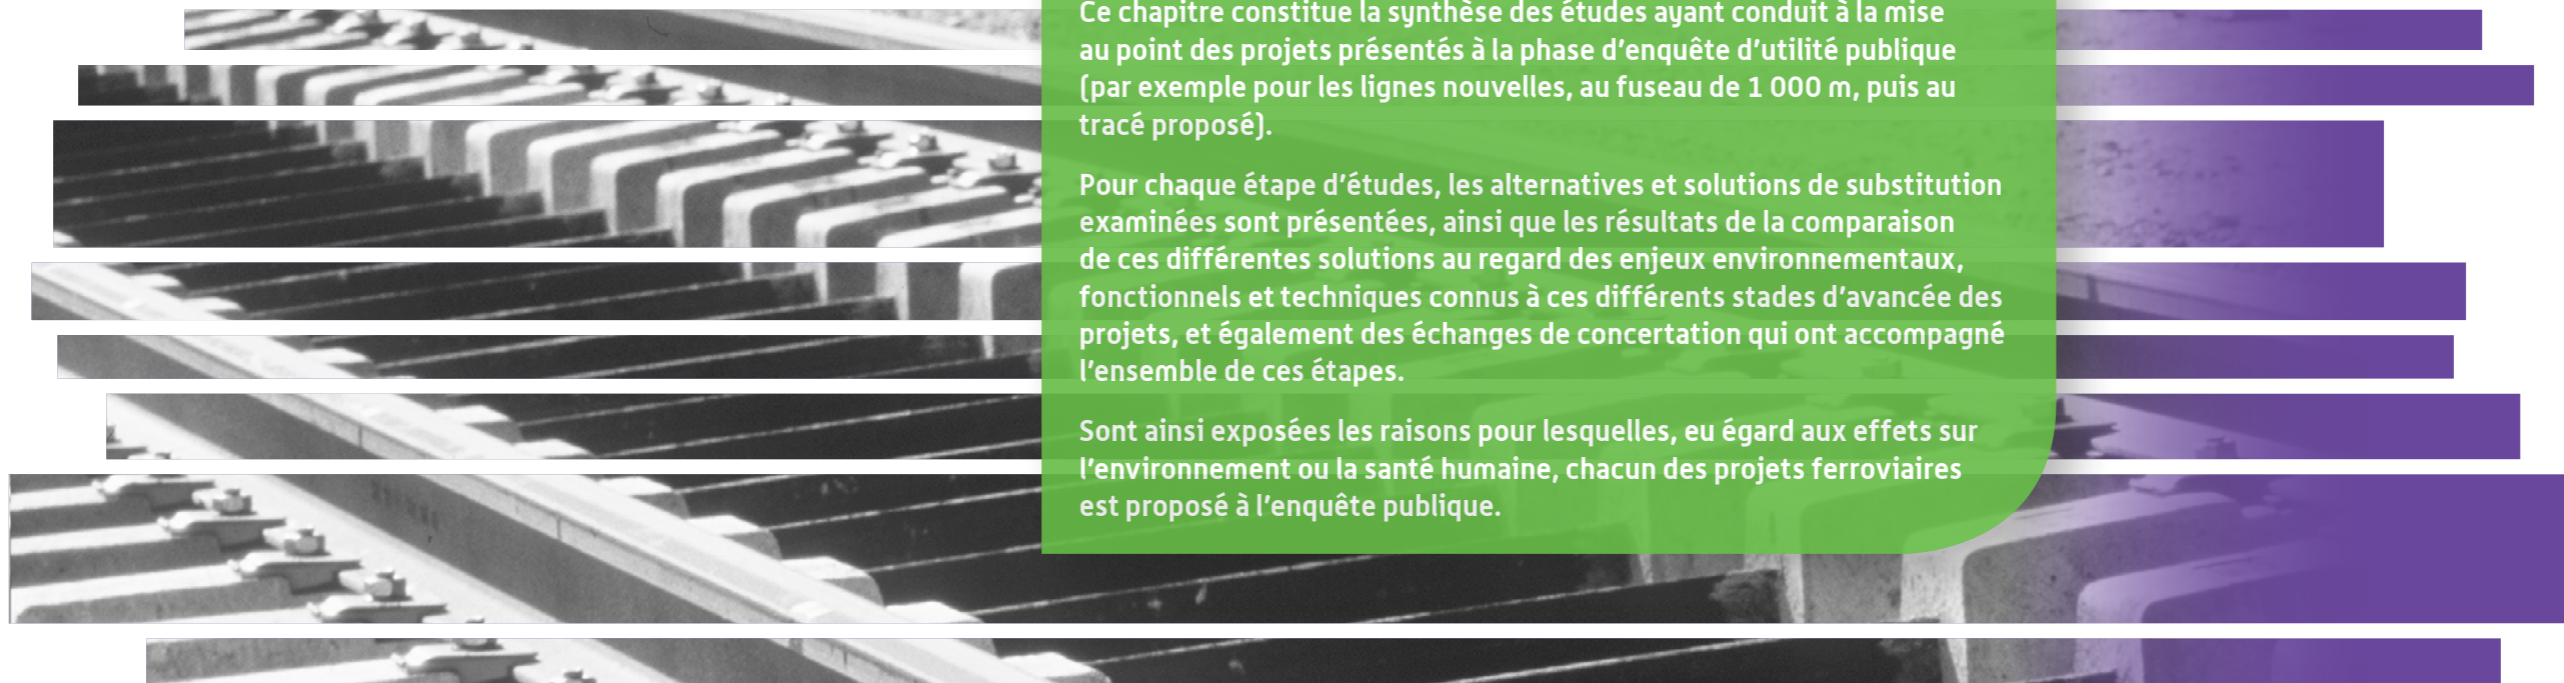 Ce chapitre constitue la synthèse des études ayant conduit à la mise
au point des projets présentés à la phase d’enquête d’utilité publique
(par exemple pour les lignes nouvelles, au fuseau de 1 000 m, puis au
tracé proposé).
Pour chaque étape d’études, les alternatives et solutions de substitution
examinées sont présentées, ainsi que les résultats de la comparaison
de ces différentes solutions au regard des enjeux environnementaux,
fonctionnels et techniques connus à ces différents stades d’avancée des
projets, et également des échanges de concertation qui ont accompagné
l’ensemble de ces étapes.
Sont ainsi exposées les raisons pour lesquelles, eu égard aux effets sur
l’environnement ou la santé humaine, chacun des projets ferroviaires
est proposé à l’enquête publique.